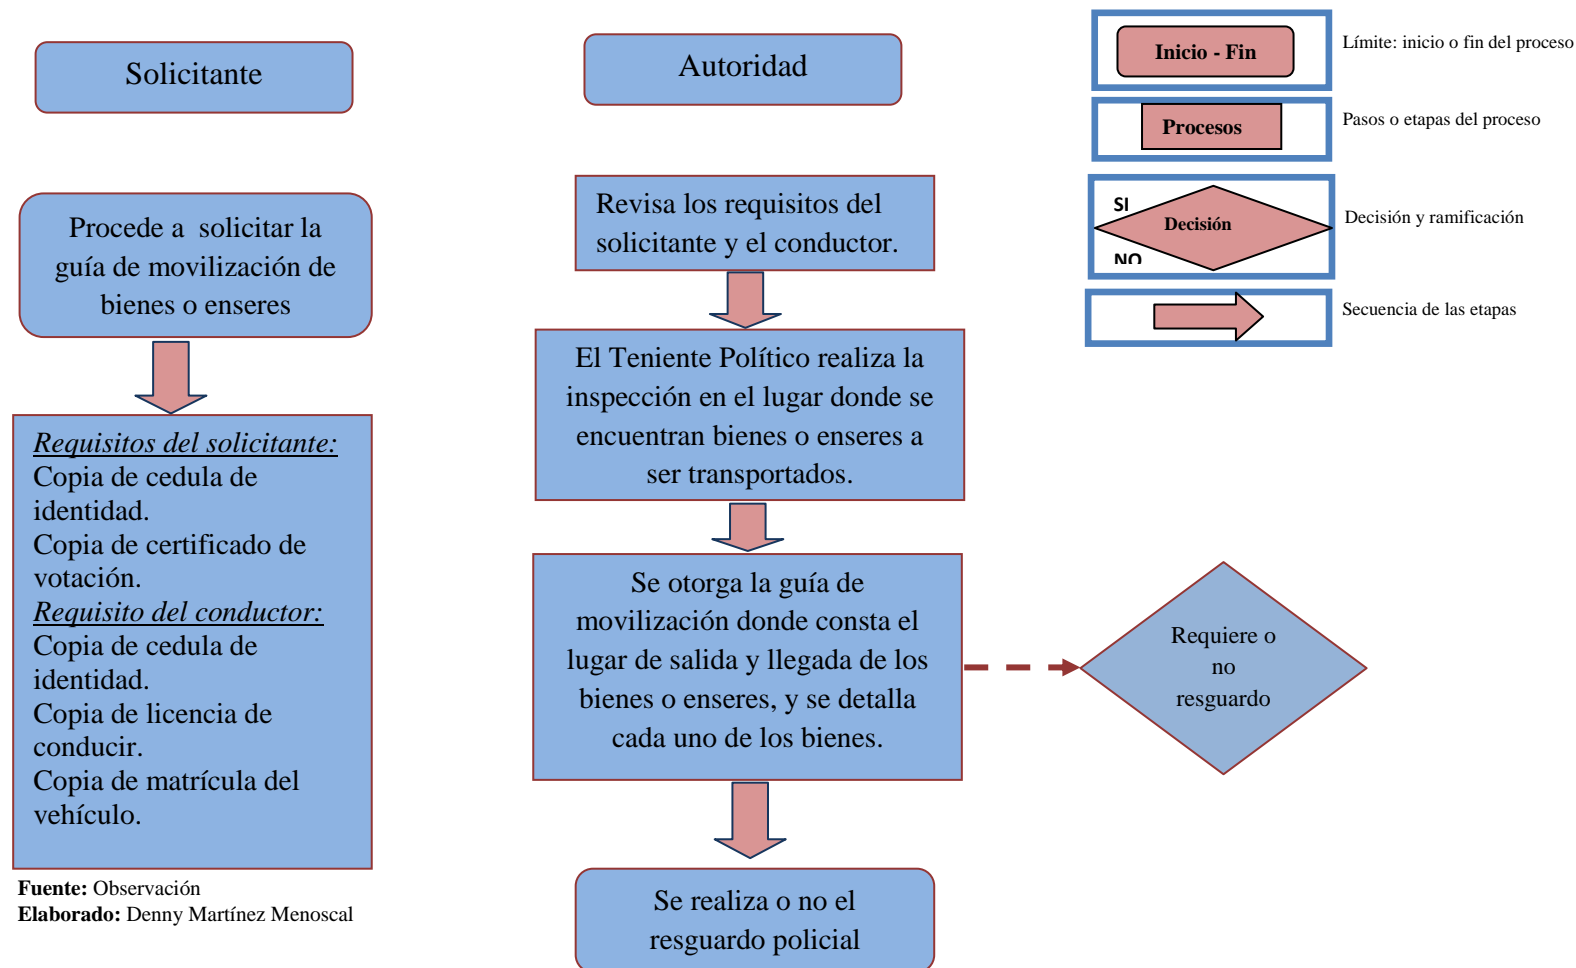 Solicitante
Procede a solicitar la
guía de movilización de
bienes o enseres
Requisitos del solicitante:
Copia de cedula de
identidad.
Copia de certificado de
votación.
Requisito del conductor:
Copia de cedula de
identidad.
Copia de licencia de
conducir.
Copia de matrícula del
vehículo.
Fuente: Observación
Elaborado: Denny Martínez Menoscal
Autoridad
Revisa los requisitos del
solicitante y el conductor.
El Teniente Político realiza la
inspección en el lugar donde se
encuentran bienes o enseres a
ser transportados.
Se otorga la guía de
movilización donde consta el
lugar de salida y llegada de los
bienes o enseres, y se detalla
cada uno de los bienes.
Requiere o
no
resguardo
Se realiza o no el
resguardo policial
Inicio - Fin
Límite: inicio o fin del proceso
Procesos
Pasos o etapas del proceso
SI
Decisión
NO
Decisión y ramificación
Secuencia de las etapas